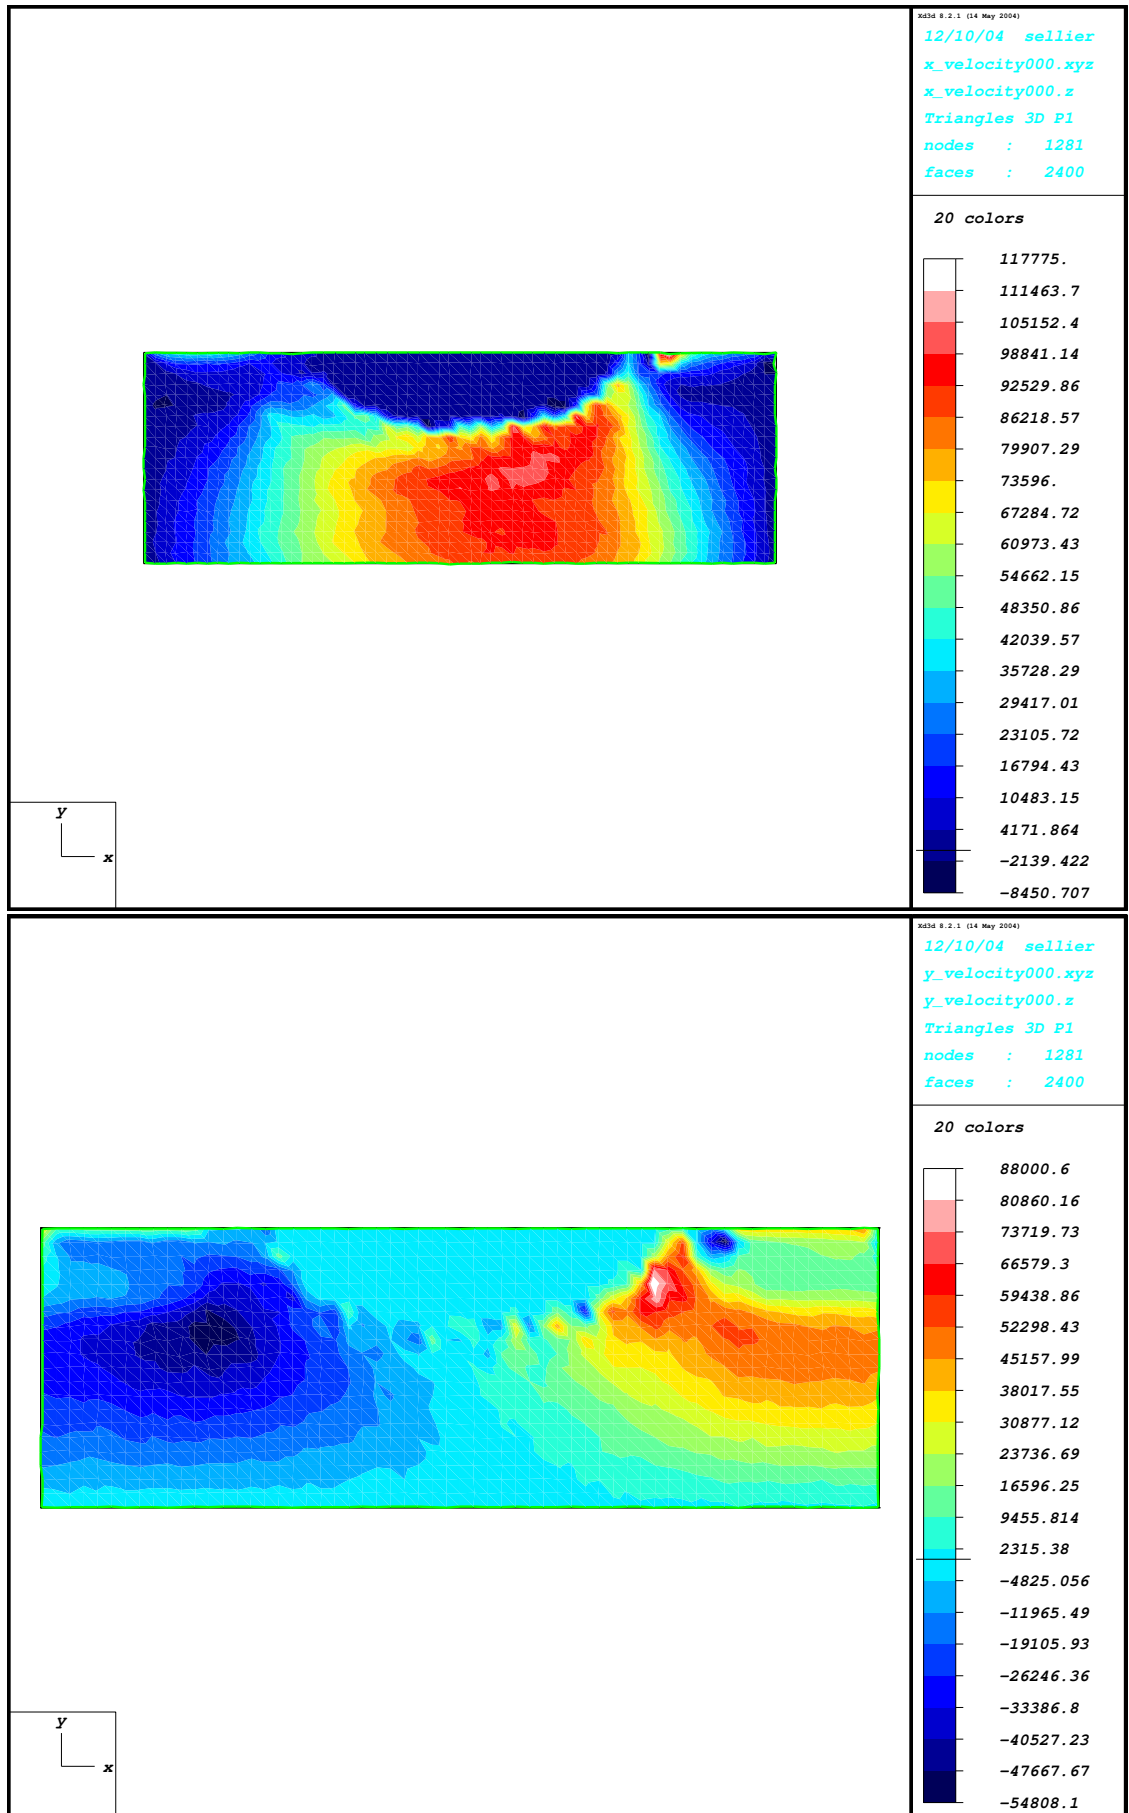 Xd3d 8.2.1 (14 May 2004)
12/10/04 sellier
x_velocity000.xyz
x_velocity000.z
Triangles 3D P1
nodes : 1281
faces : 2400
20 colors
117775.
111463.7
105152.4
98841.14
92529.86
86218.57
79907.29
73596.
67284.72
60973.43
54662.15
48350.86
42039.57
35728.29
29417.01
23105.72
16794.43
10483.15
4171.864
-2139.422
-8450.707
y
x
Xd3d 8.2.1 (14 May 2004)
12/10/04 sellier
y_velocity000.xyz
y_velocity000.z
Triangles 3D P1
nodes : 1281
faces : 2400
20 colors
88000.6
80860.16
73719.73
66579.3
59438.86
52298.43
45157.99
38017.55
30877.12
23736.69
16596.25
9455.814
2315.38
-4825.056
-11965.49
-19105.93
-26246.36
-33386.8
-40527.23
-47667.67
-54808.1
y
x